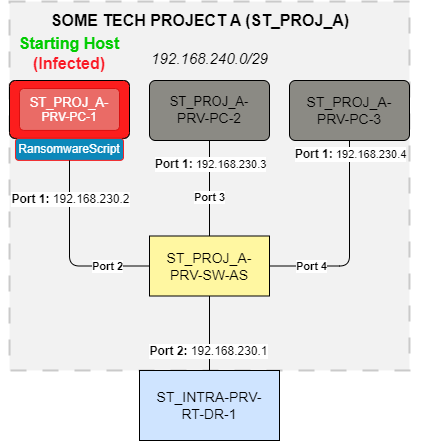 SOME TECH PROJECT A (ST_PROJ_A)
Starting Host
(Infected)
192.168.240.0/29
ST_PROJ_A-
PRV-PC-1
ST_PROJ_A-
PRV-PC-2
ST_PROJ_A-
PRV-PC-3
RansomwareScript
Port 1: 192.168.230.3
Port 1: 192.168.230.4
Port 1: 192.168.230.2
Port 3
ST_PROJ_A-
PRV-SW-AS
Port 2
Port 4
Port 2: 192.168.230.1
ST_INTRA-PRV-
RT-DR-1